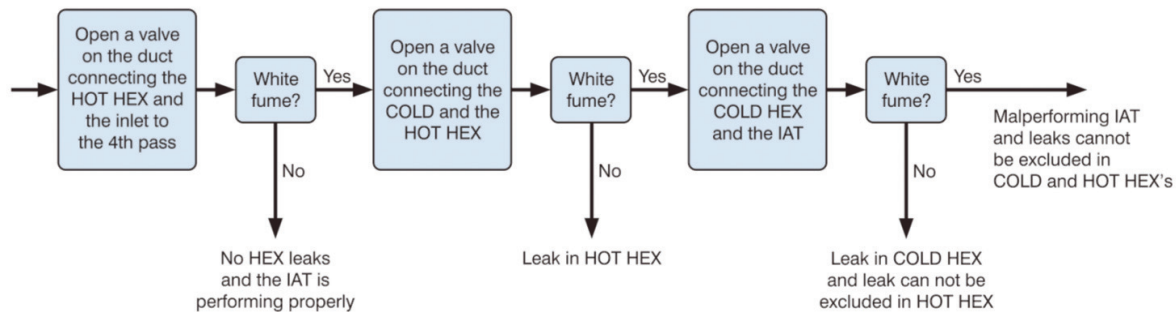 Open a valve
on the duct
connecting the
HOT HEX and
the inlet to
the 4th pass
White
fume?
Yes
No
No HEX leaks
and the IAT is
performing properly
Open a valve
on the duct
connecting the
COLD and the
HOT HEX
White
fume?
Yes
No
Leak in HOT HEX
Open a valve
on the duct
connecting the
COLD HEX
and the IAT
White
fume?
Yes
Malperforming IAT
and leaks cannot
be excluded in
COLD and HOT HEX's
No
Leak in COLD HEX
and leak can not be
excluded in HOT HEX